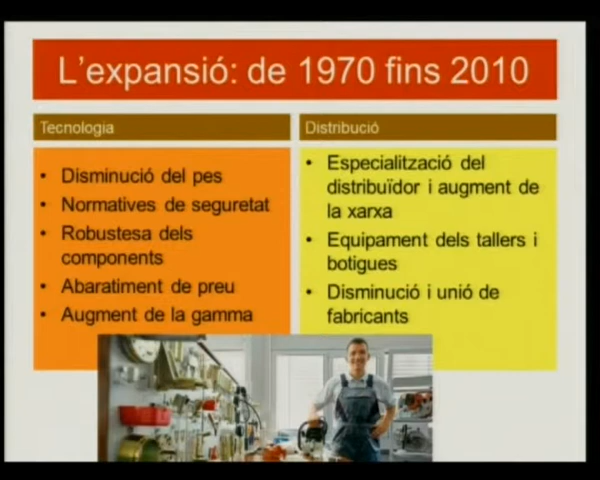 L'expansió: de 1970 fins 2010
Tecnologia
• Disminució del pes
• Normatives de seguretat
• Robustesa dels
components
• Abaratiment de preu
• Augment de la gamma
Distribució
• Especialització del
distribuïdor i augment de
la xarxa
• Equipament dels tallers i
botigues
• Disminució i unió de
fabricants